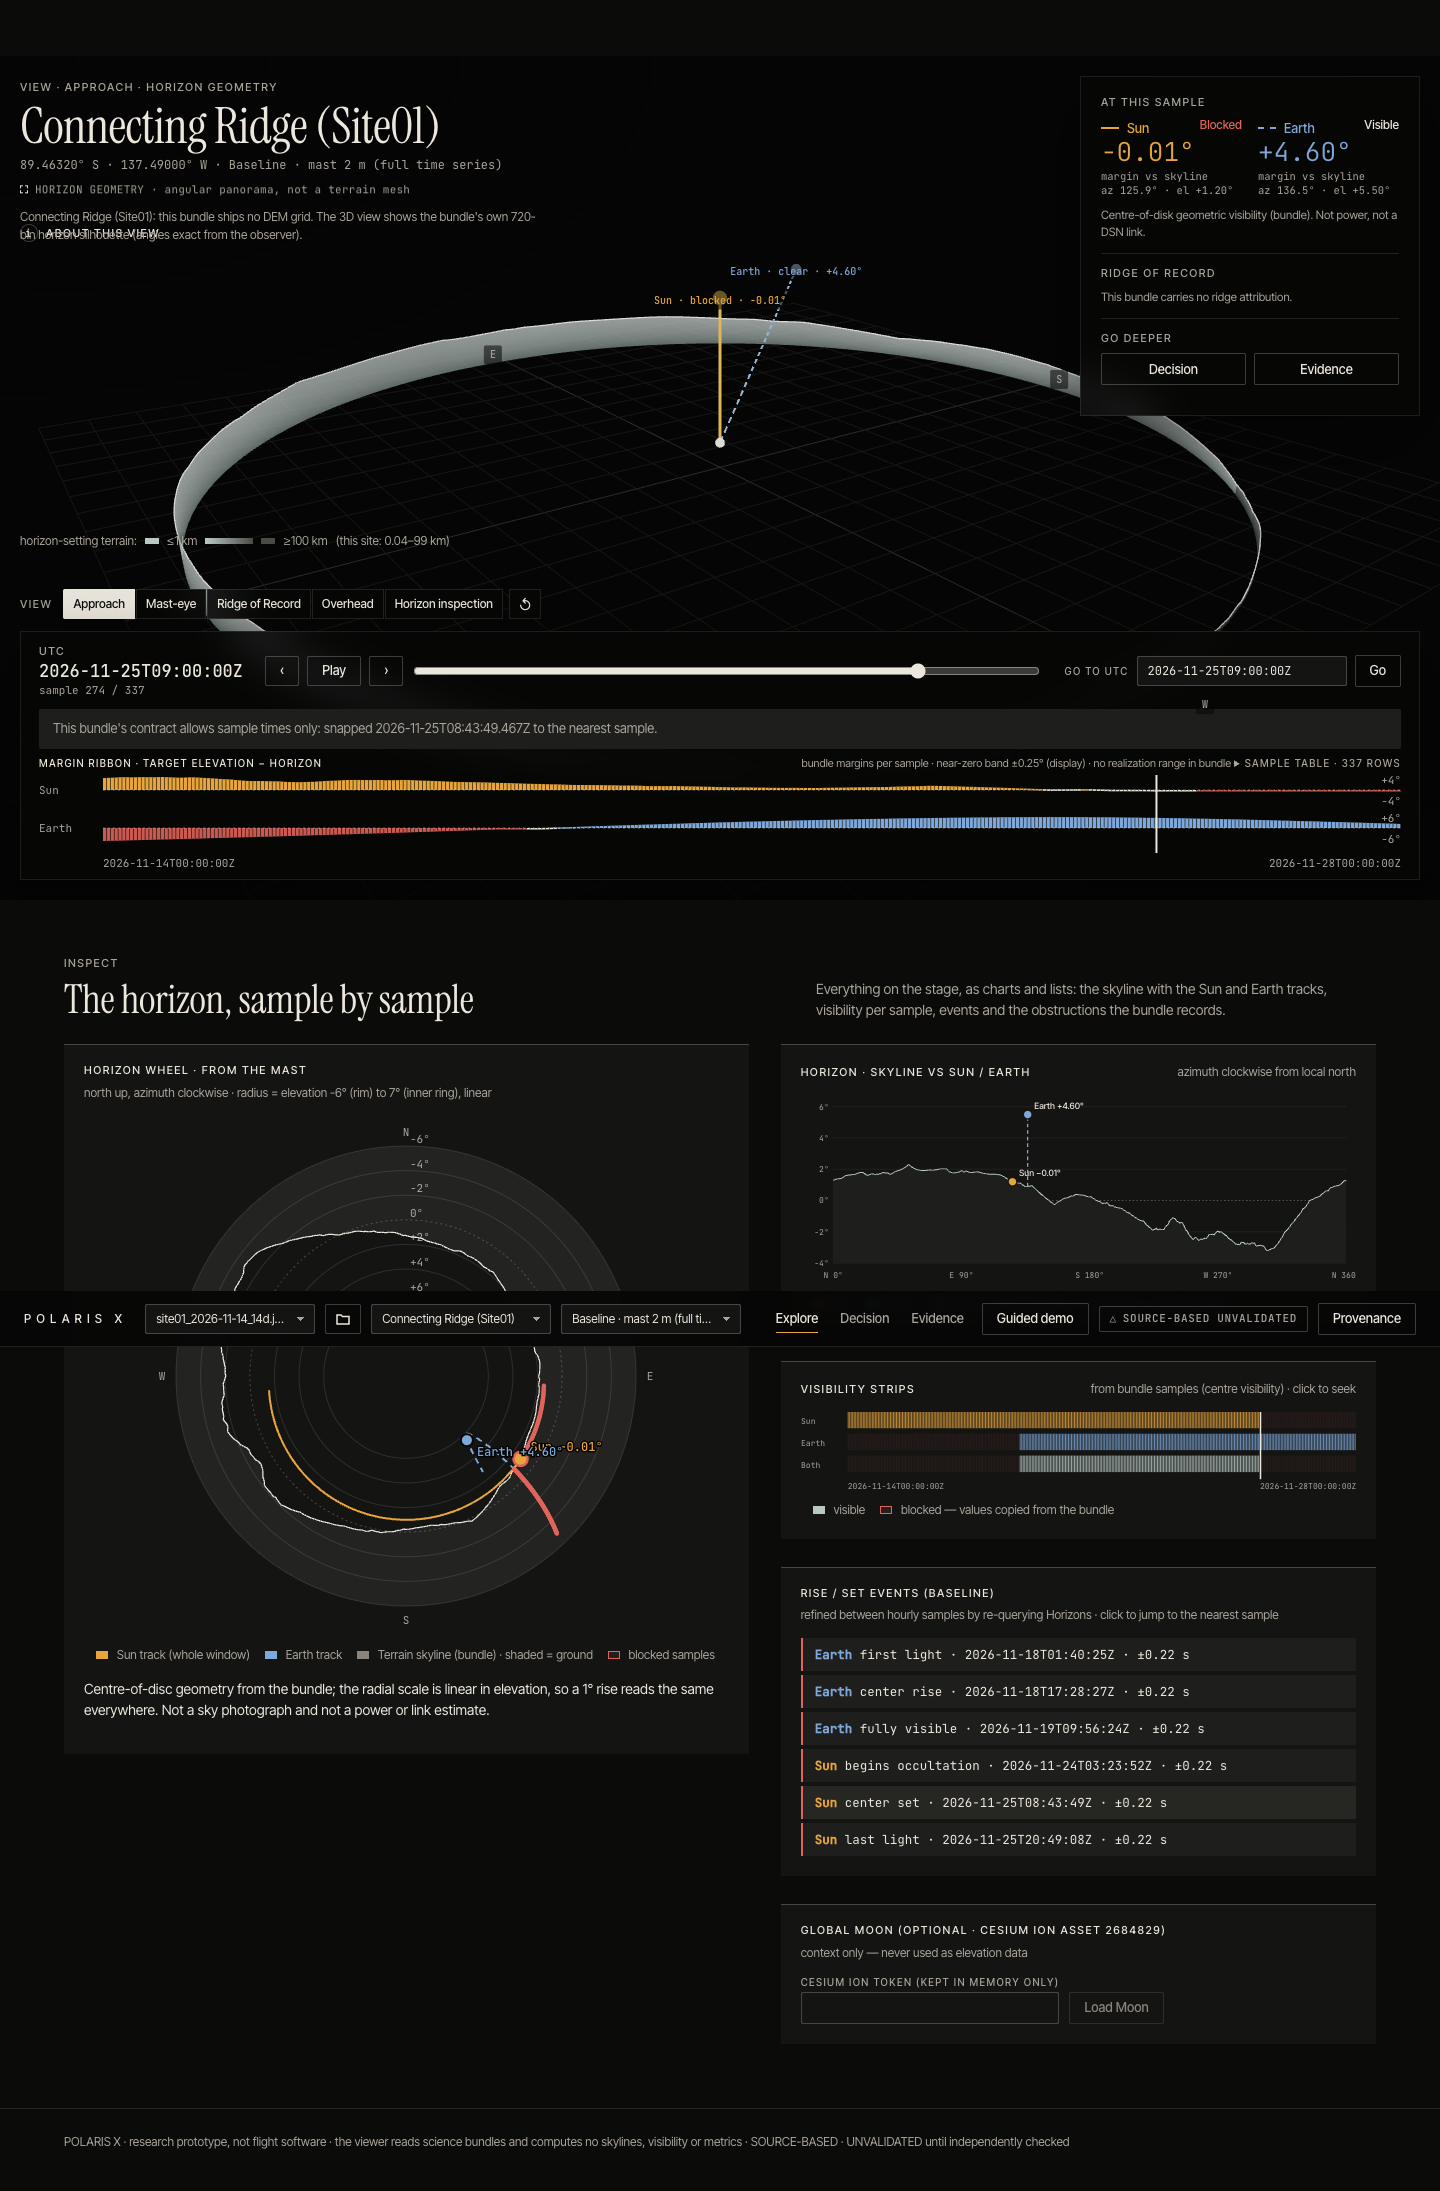 VIEW · APPROACH · HORIZON GEOMETRY
Connecting Ridge (Site01)
89.46320° S · 137.49000° W · Baseline · mast 2 m (full time series)
HORIZON GEOMETRY · angular panorama, not a terrain mesh
Connecting Ridge (Site01): this bundle ships no DEM grid. The 3D view shows the bundle's own 720-
bin horizon silhouette (angles exact from the observer).
ABOUT THIS VIEW
AT THIS SAMPLE
Sun Blocked
-0.01°
margin vs skyline
az 125.9° · el +1.20°
Earth Visible
+4.60°
margin vs skyline
az 136.5° · el +5.50°
Centre-of-disk geometric visibility (bundle). Not power, not a
DSN link.
RIDGE OF RECORD
This bundle carries no ridge attribution.
GO DEEPER
Decision
Evidence
Earth · clear · +4.60°
Sun · blocked · -0.01°
E
S
W
horizon-setting terrain: ≤1 km ≥100 km (this site: 0.04–99 km)
VIEW
Approach
Mast-eye
Ridge of Record
Overhead
Horizon inspection
UTC
2026-11-25T09:00:00Z
sample 274 / 337
‹
Play
›
GO TO UTC
2026-11-25T09:00:00Z
Go
This bundle's contract allows sample times only: snapped 2026-11-25T08:43:49.467Z to the nearest sample.
MARGIN RIBBON · TARGET ELEVATION − HORIZON
bundle margins per sample · near-zero band ±0.25° (display) · no realization range in bundle
▸ SAMPLE TABLE · 337 ROWS
Sun
+4°
-4°
Earth
+6°
-6°
2026-11-14T00:00:00Z
2026-11-28T00:00:00Z
INSPECT
The horizon, sample by sample
Everything on the stage, as charts and lists: the skyline with the Sun and Earth tracks,
visibility per sample, events and the obstructions the bundle records.
HORIZON WHEEL · FROM THE MAST
north up, azimuth clockwise · radius = elevation -6° (rim) to 7° (inner ring), linear
N
-6°
-4°
-2°
0°
+2°
+4°
+6°
HORIZON · SKYLINE VS SUN / EARTH
azimuth clockwise from local north
6°
4°
2°
0°
-2°
-4°
Earth +4.60°
Sun −0.01°
N 0°
E 90°
S 180°
W 270°
N 360
POLARIS X
site01_2026-11-14_14d.j...
Connecting Ridge (Site01)
Baseline · mast 2 m (full ti...
Explore
Decision
Evidence
Guided demo
△ SOURCE-BASED UNVALIDATED
Provenance
W
E
Earth +4.60°
Sun -0.01°
S
Sun track (whole window)
Earth track
Terrain skyline (bundle) · shaded = ground
blocked samples
Centre-of-disc geometry from the bundle; the radial scale is linear in elevation, so a 1° rise reads the same
everywhere. Not a sky photograph and not a power or link estimate.
VISIBILITY STRIPS
from bundle samples (centre visibility) · click to seek
Sun
Earth
Both
2026-11-14T00:00:00Z
2026-11-28T00:00:00Z
visible
blocked — values copied from the bundle
RISE / SET EVENTS (BASELINE)
refined between hourly samples by re-querying Horizons · click to jump to the nearest sample
Earth first light · 2026-11-18T01:40:25Z · ±0.22 s
Earth center rise · 2026-11-18T17:28:27Z · ±0.22 s
Earth fully visible · 2026-11-19T09:56:24Z · ±0.22 s
Sun begins occultation · 2026-11-24T03:23:52Z · ±0.22 s
Sun center set · 2026-11-25T08:43:49Z · ±0.22 s
Sun last light · 2026-11-25T20:49:08Z · ±0.22 s
GLOBAL MOON (OPTIONAL · CESIUM ION ASSET 2684829)
context only — never used as elevation data
CESIUM ION TOKEN (KEPT IN MEMORY ONLY)
Load Moon
POLARIS X · research prototype, not flight software · the viewer reads science bundles and computes no skylines, visibility or metrics · SOURCE-BASED · UNVALIDATED until independently checked